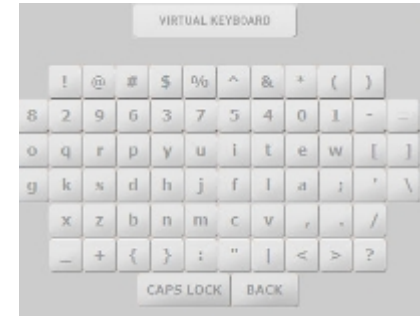 VIRTUAL KEYBOARD
! @ # $ % ^ & * ( )
8 2 9 6 3 7 5 4 0 1 - =
o q r p y u i t e w [ ]
g k s d h j f l a ; ' \
x z b n m c v , . /
_ + { } : " | < > ?
CAPS LOCK BACK